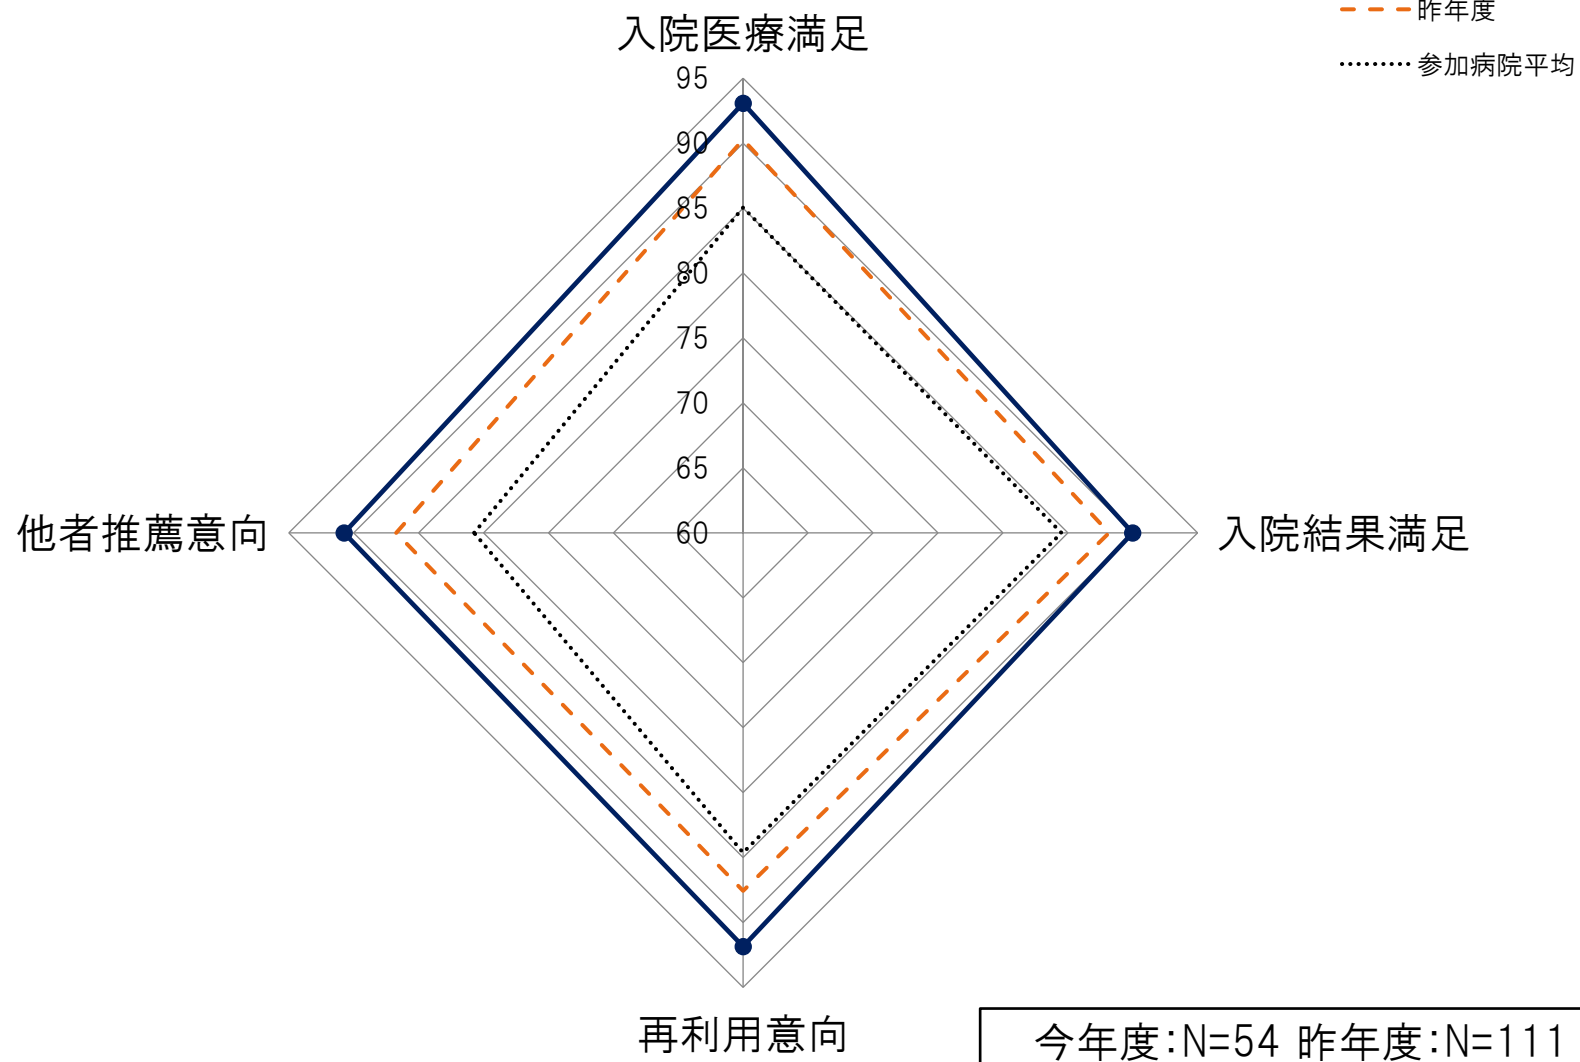 昨年度
入院医療満足
参加病院平均
95
90
85
80
75
70
65
60
他者推薦意向
入院結果満足
再利用意向
今年度:N=54 昨年度:N=111